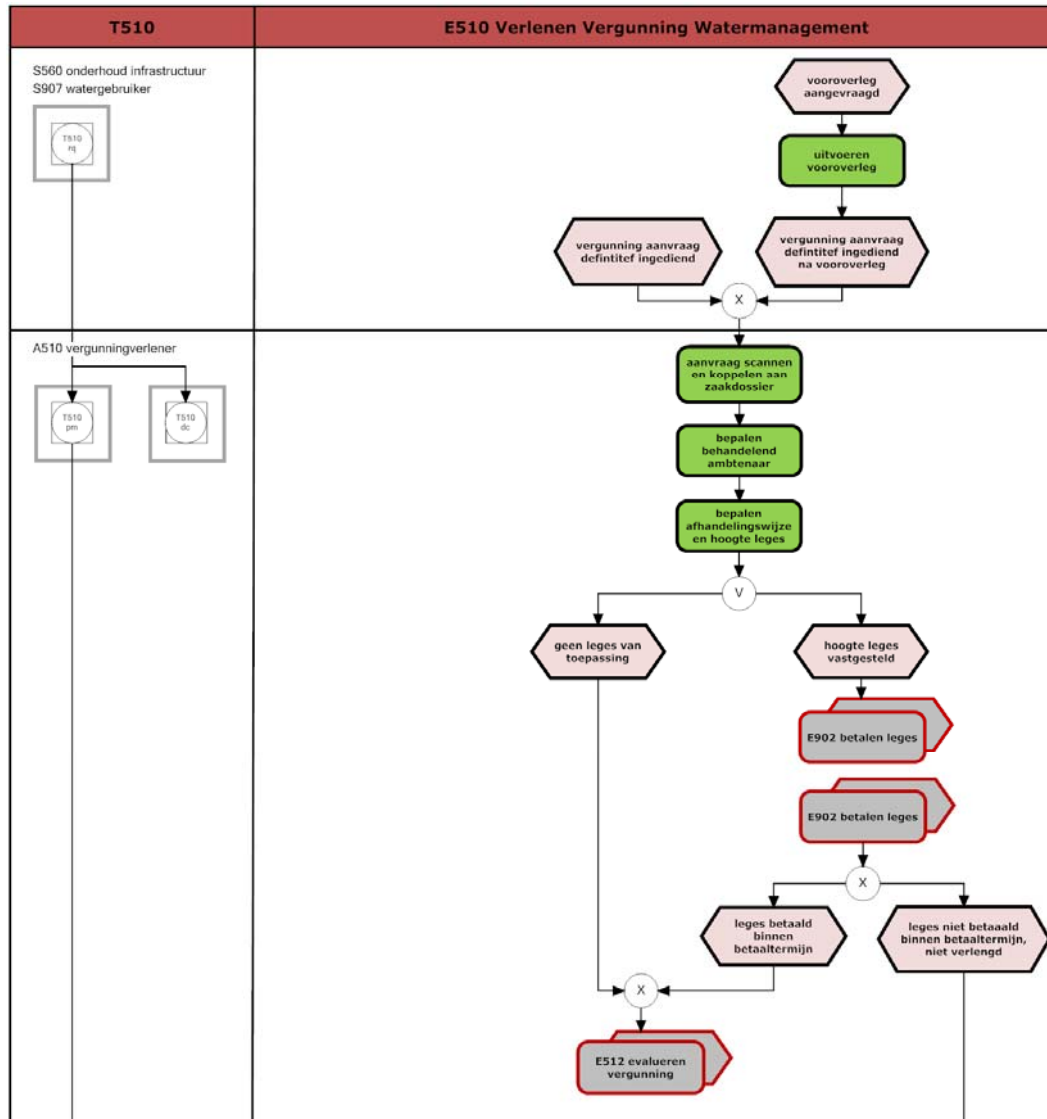 T510
E510 Verlenen Vergunning Watermanagement
S560 onderhoud infrastructuur
S907 watergebruiker
T510
rq
vooroverleg
aangevraagd
uitvoeren
vooroverleg
vergunning aanvraag
defintitef ingediend
vergunning aanvraag
defintitef ingediend
na vooroverleg
X
A510 vergunningverlener
T510
pm
T510
dc
aanvraag scannen
en koppelen aan
zaakdossier
bepalen
behandelend
ambtenaar
bepalen
afhandelingswijze
en hoogte leges
V
geen leges van
toepassing
hoogte leges
vastgesteld
E902 betalen leges
E902 betalen leges
X
leges betaald
binnen
betaaltermijn
leges niet betaaald
binnen betaaltermijn,
niet verlengd
X
E512 evalueren
vergunning